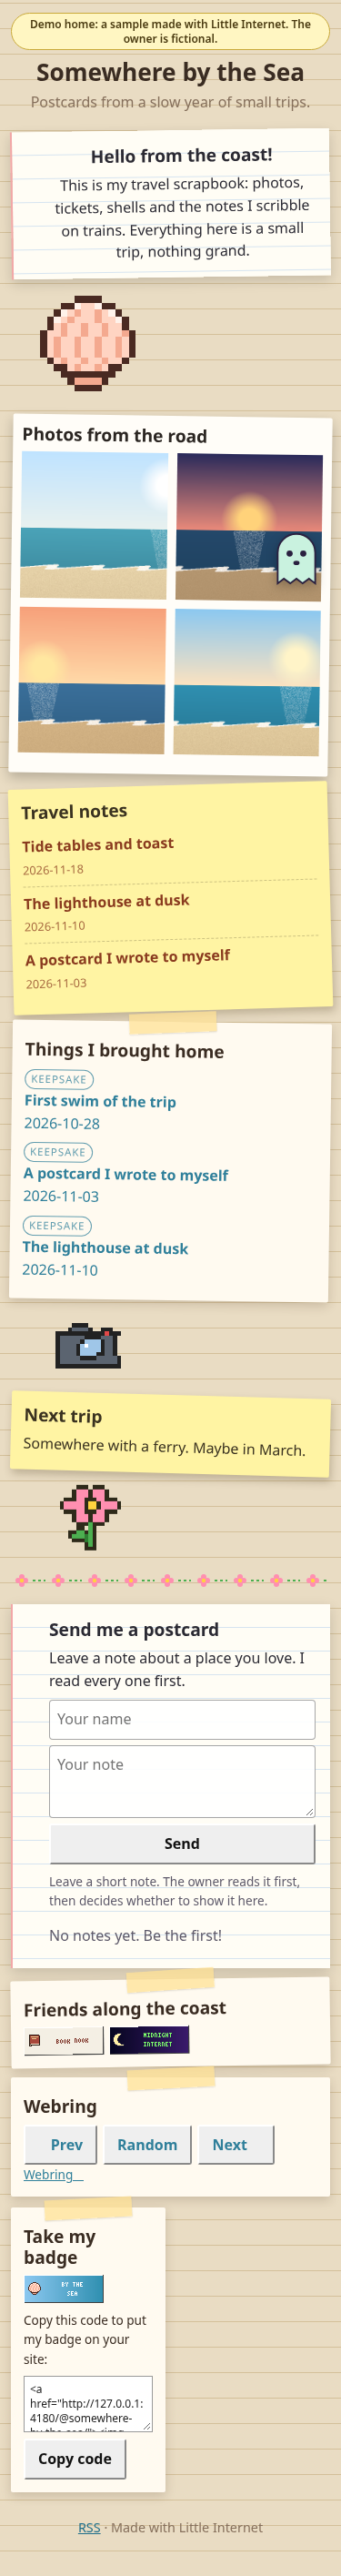 Demo home: a sample made with Little Internet. The
owner is fictional.
Somewhere by the Sea
Postcards from a slow year of small trips.
Hello from the coast!
This is my travel scrapbook: photos,
tickets, shells and the notes I scribble
on trains. Everything here is a small
trip, nothing grand.
Photos from the road
Travel notes
Tide tables and toast
2026-11-18
The lighthouse at dusk
2026-11-10
A postcard I wrote to myself
2026-11-03
Things I brought home
KEEPSAKE
First swim of the trip
2026-10-28
KEEPSAKE
A postcard I wrote to myself
2026-11-03
KEEPSAKE
The lighthouse at dusk
2026-11-10
Next trip
Somewhere with a ferry. Maybe in March.
Send me a postcard
Leave a note about a place you love. I
read every one first.
Your name
Your note
Send
Leave a short note. The owner reads it first,
then decides whether to show it here.
No notes yet. Be the first!
Friends along the coast
BOOK NOOK
MIDNIGHT
INTERNET
Webring
Prev Random Next
Webring
Take my
badge
BY THE
SEA
Copy this code to put
my badge on your
site:
<a
href="http://127.0.0.1:
4180/@somewhere-
by-the-sea/"><img
Copy code
RSS · Made with Little Internet